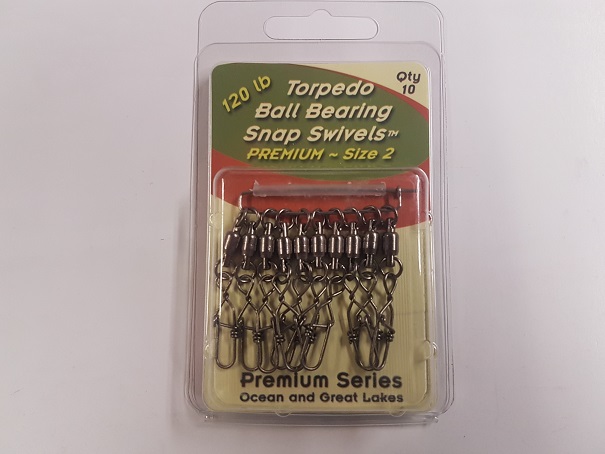 120 lb
Torpedo
Qty
10
Ball Bearing
Snap Swivels™
PREMIUM ~ Size 2
Premium Series
Ocean and Great Lakes